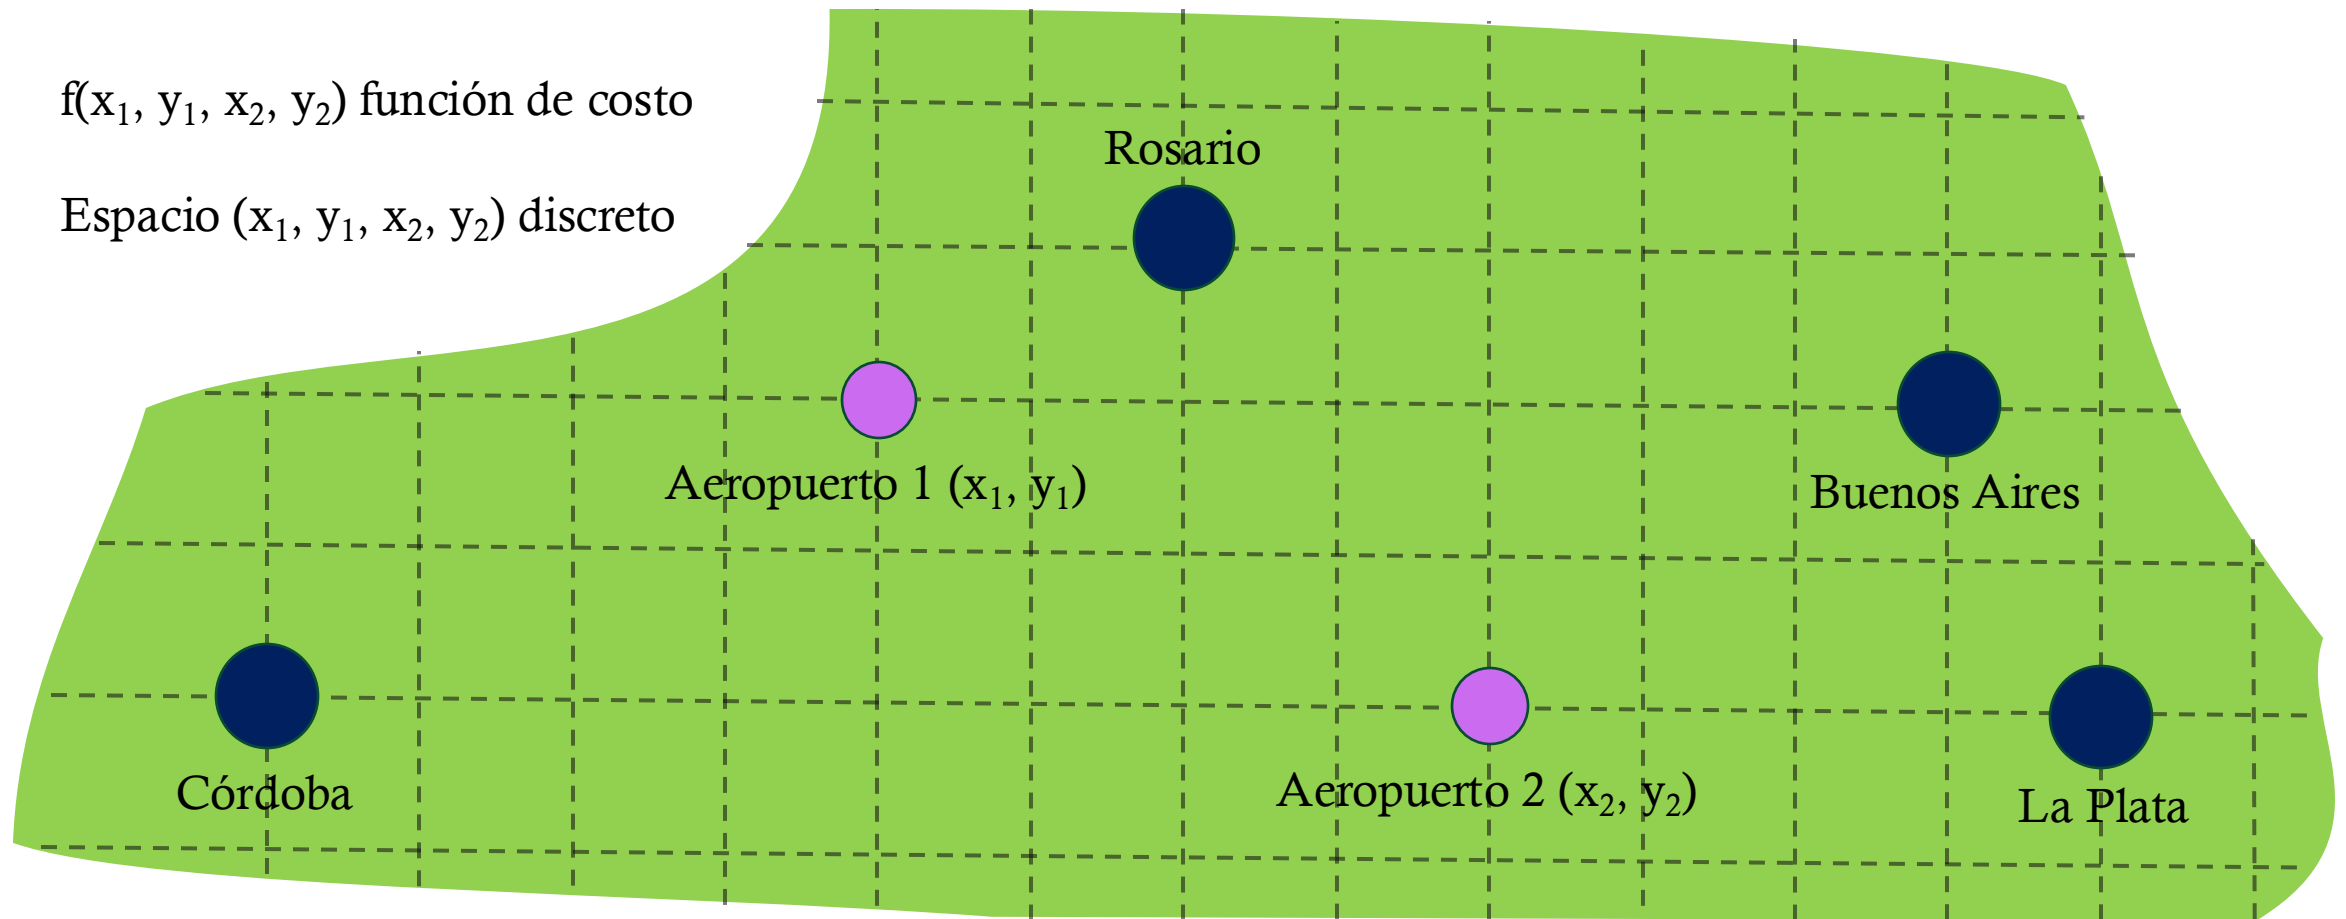 f(x₁, y₁, x₂, y₂) función de costo
Espacio (x₁, y₁, x₂, y₂) discreto
Rosario
Aeropuerto 1 (x₁, y₁)
Buenos Aires
Córdoba
Aeropuerto 2 (x₂, y₂)
La Plata